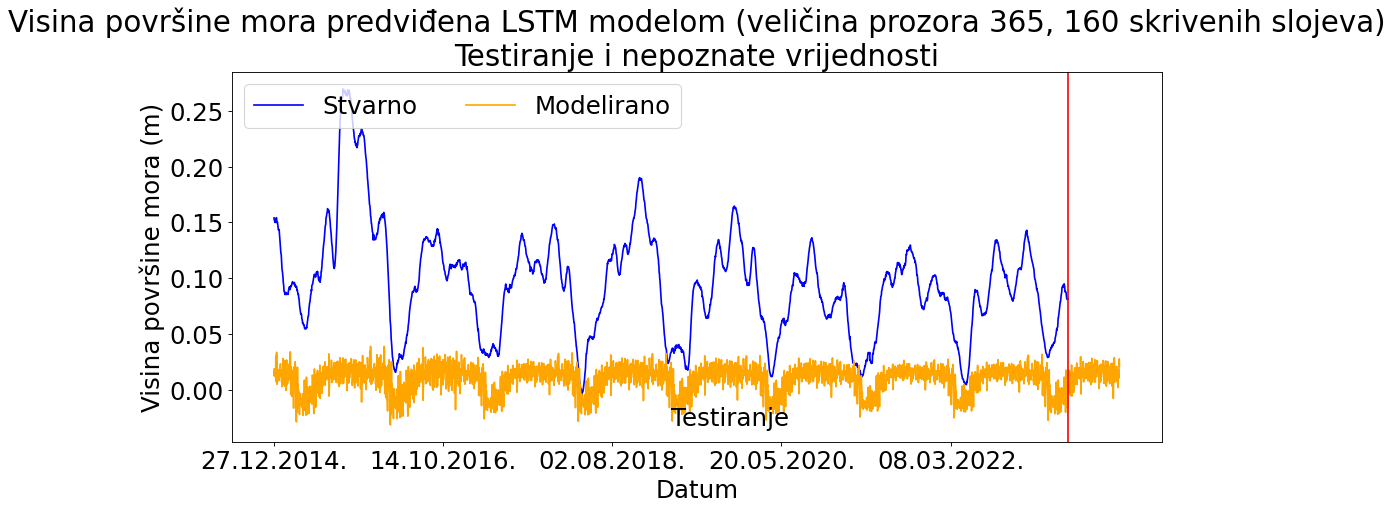 Visina površine mora predviđena LSTM modelom (veličina prozora 365, 160 skrivenih slojeva)
Testiranje i nepoznate vrijednosti
Stvarno Modelirano
Visina površine mora (m)
0.25
0.20
0.15
0.10
0.05
0.00
Testiranje
27.12.2014. 14.10.2016. 02.08.2018. 20.05.2020. 08.03.2022.
Datum